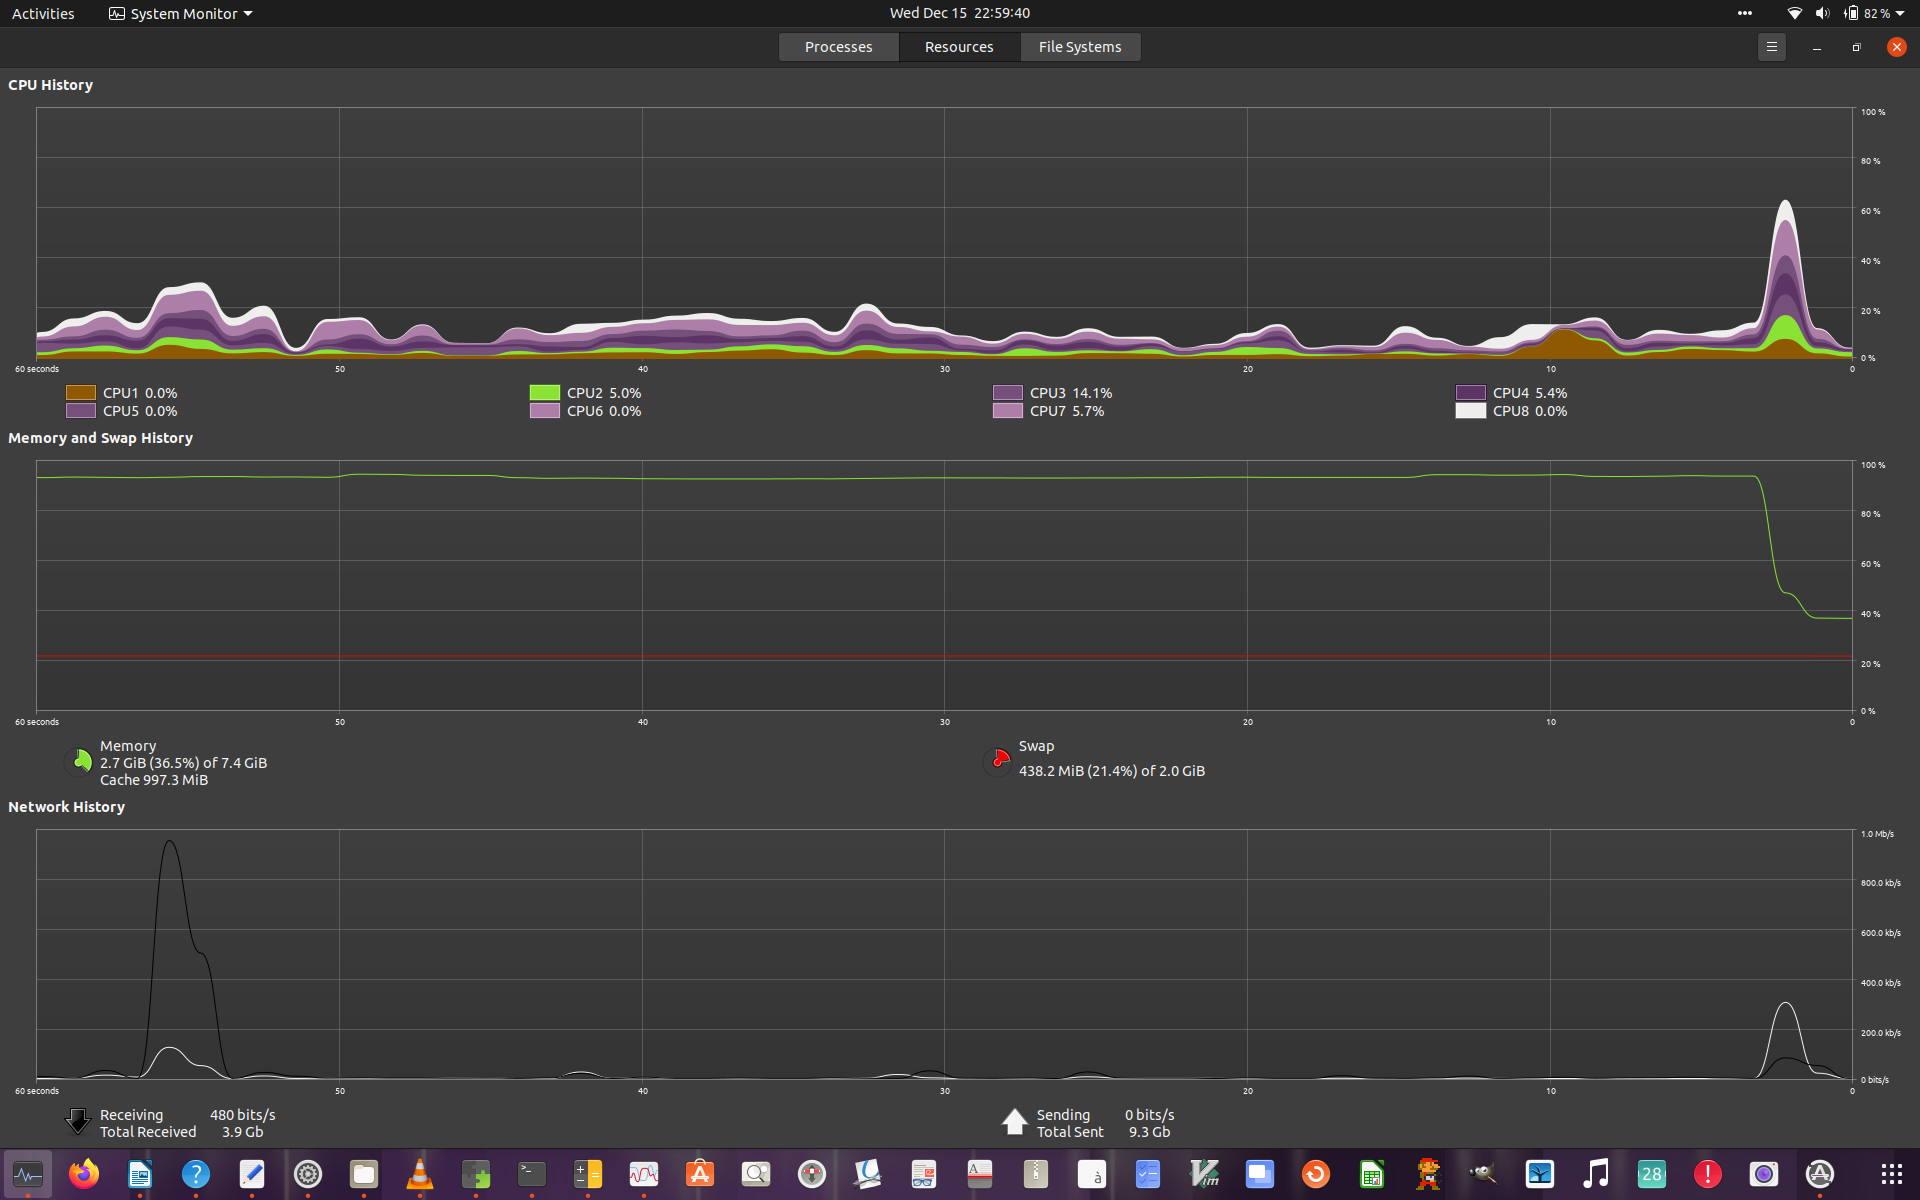 Activities System Monitor Wed Dec 15 22:59:40 82 %
Processes Resources File Systems
CPU History
100 %
80 %
60 %
40 %
20 %
0 %
60 seconds 50 40 30 20 10 0
CPU1 0.0% CPU2 5.0% CPU3 14.1% CPU4 5.4%
CPU5 0.0% CPU6 0.0% CPU7 5.7% CPU8 0.0%
Memory and Swap History
100 %
80 %
60 %
40 %
20 %
0 %
60 seconds 50 40 30 20 10 0
Memory Swap
2.7 GiB (36.5%) of 7.4 GiB 438.2 MiB (21.4%) of 2.0 GiB
Cache 997.3 MiB
Network History
1.0 Mb/s
800.0 kb/s
600.0 kb/s
400.0 kb/s
200.0 kb/s
0 bits/s
60 seconds 50 40 30 20 10 0
Receiving 480 bits/s Sending 0 bits/s
Total Received 3.9 Gb Total Sent 9.3 Gb
? >_ A à Vim 28 !